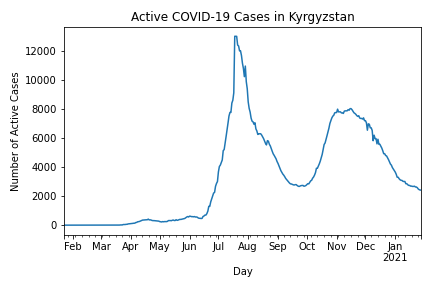 Active COVID-19 Cases in Kyrgyzstan
Number of Active Cases
12000
10000
8000
6000
4000
2000
0
Feb Mar Apr May Jun Jul Aug Sep Oct Nov Dec Jan
2021
Day